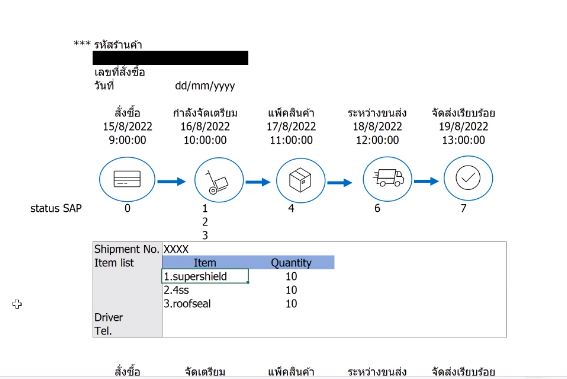 *** รหัสร้านค้า
เลขที่สั่งซื้อ
วันที่ dd/mm/yyyy
สั่งซื้อ กำลังจัดเตรียม แพ็คสินค้า ระหว่างขนส่ง จัดส่งเรียบร้อย
15/8/2022 16/8/2022 17/8/2022 18/8/2022 19/8/2022
9:00:00 10:00:00 11:00:00 12:00:00 13:00:00
status SAP 0 1 4 6 7
2
3
Shipment No. XXXX
Item list Item Quantity
1.supershield 10
2.4ss 10
3.roofseal 10
Driver
Tel.
สั่งซื้อ จัดเตรียม แพ็คสินค้า ระหว่างขนส่ง จัดส่งเรียบร้อย